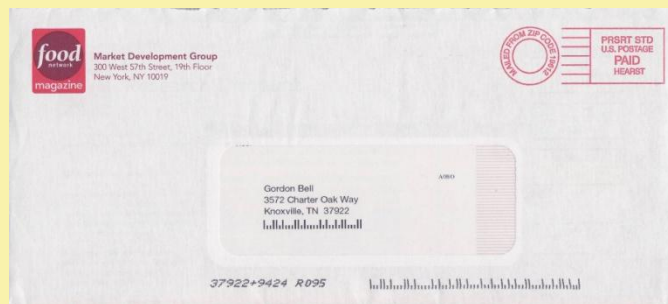 food
network
magazine
Market Development Group
300 West 57th Street, 19th Floor
New York, NY 10019
MAILED FROM ZIP CODE 10612
PRSRT STD
U.S. POSTAGE
PAID
HEARST
Gordon Bell
3572 Charter Oak Way
Knoxville, TN 37922
37922+9424 R095